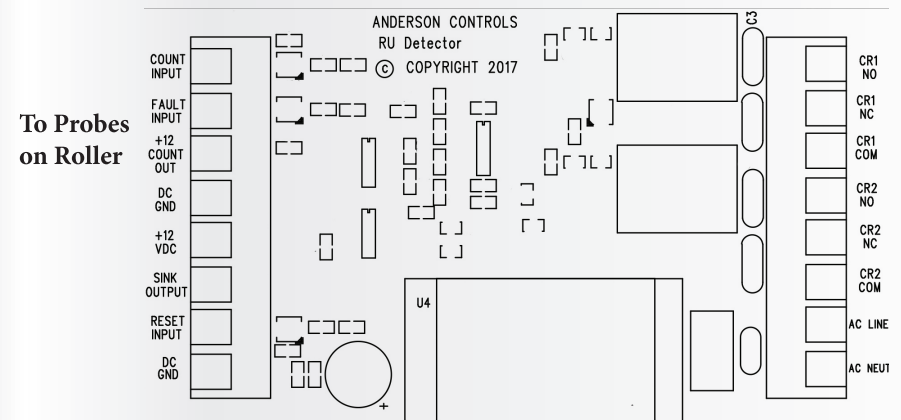 ANDERSON CONTROLS
RU Detector
© COPYRIGHT 2017
C3
To Probes
on Roller
COUNT
INPUT
FAULT
INPUT
+12
COUNT
OUT
DC
GND
+12
VDC
SINK
OUTPUT
RESET
INPUT
DC
GND
U4
+
CR1
NO
CR1
NC
CR1
COM
CR2
NO
CR2
NC
CR2
COM
AC LINE
AC NEUT